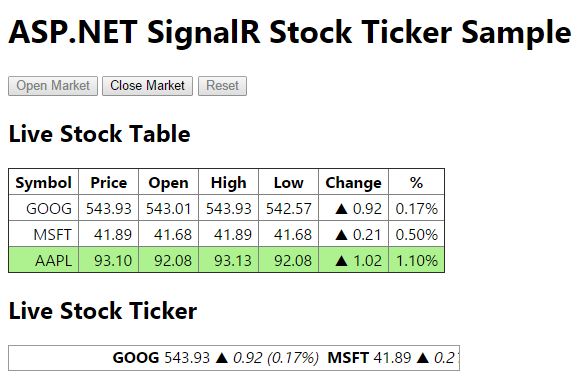 ASP.NET SignalR Stock Ticker Sample
Open Market Close Market Reset
Live Stock Table
Symbol Price Open High Low Change %
GOOG 543.93 543.01 543.93 542.57 ▲ 0.92 0.17%
MSFT 41.89 41.68 41.89 41.68 ▲ 0.21 0.50%
AAPL 93.10 92.08 93.13 92.08 ▲ 1.02 1.10%
Live Stock Ticker
GOOG 543.93 ▲ 0.92 (0.17%) MSFT 41.89 ▲ 0.2